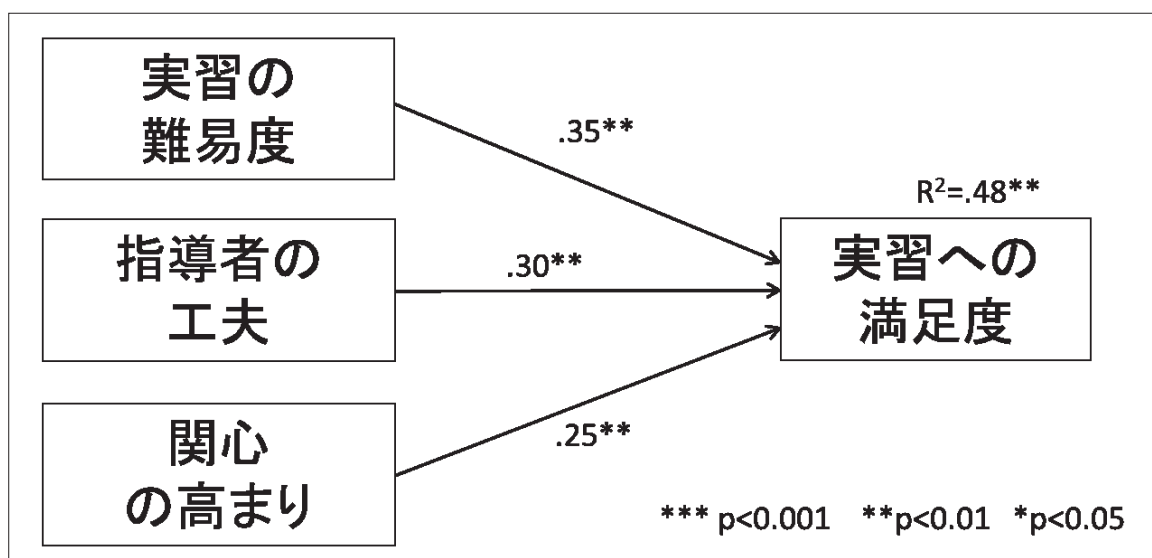 実習の
難易度
.35**
R²=.48**
指導者の
工夫
.30**
実習への
満足度
関心
の高まり
.25**
*** p<0.001 **p<0.01 *p<0.05